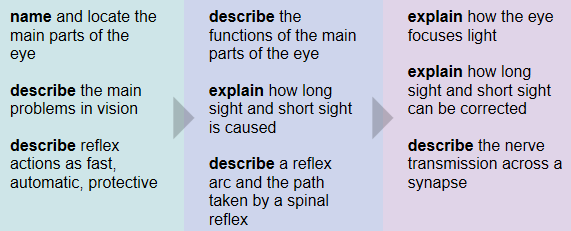 name and locate the
main parts of the
eye
describe the main
problems in vision
describe reflex
actions as fast,
automatic, protective
describe the
functions of the main
parts of the eye
explain how long
sight and short sight
is caused
describe a reflex
arc and the path
taken by a spinal
reflex
explain how the eye
focuses light
explain how long
sight and short sight
can be corrected
describe the nerve
transmission across a
synapse